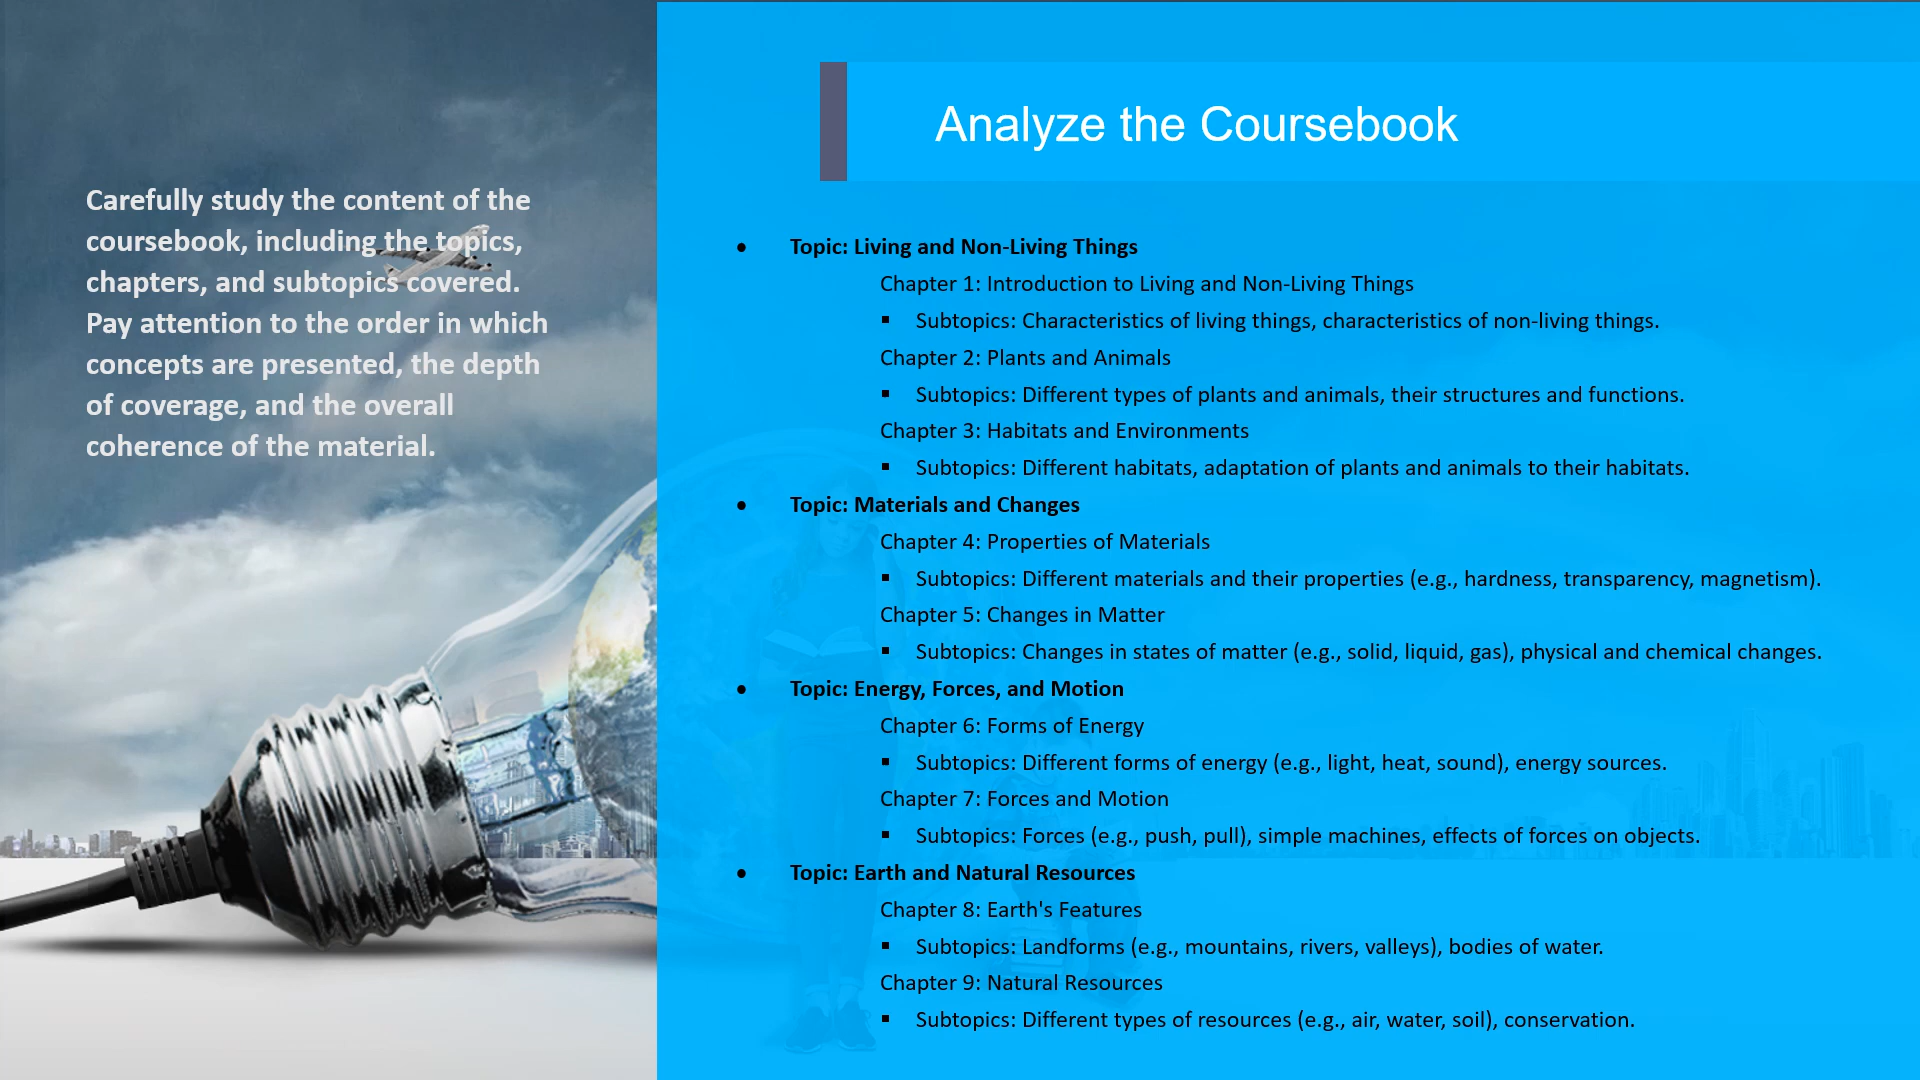 Carefully study the content of the
coursebook, including the topics,
chapters, and subtopics covered.
Pay attention to the order in which
concepts are presented, the depth
of coverage, and the overall
coherence of the material.
Analyze the Coursebook
• Topic: Living and Non-Living Things
Chapter 1: Introduction to Living and Non-Living Things
▪ Subtopics: Characteristics of living things, characteristics of non-living things.
Chapter 2: Plants and Animals
▪ Subtopics: Different types of plants and animals, their structures and functions.
Chapter 3: Habitats and Environments
▪ Subtopics: Different habitats, adaptation of plants and animals to their habitats.
• Topic: Materials and Changes
Chapter 4: Properties of Materials
▪ Subtopics: Different materials and their properties (e.g., hardness, transparency, magnetism).
Chapter 5: Changes in Matter
▪ Subtopics: Changes in states of matter (e.g., solid, liquid, gas), physical and chemical changes.
• Topic: Energy, Forces, and Motion
Chapter 6: Forms of Energy
▪ Subtopics: Different forms of energy (e.g., light, heat, sound), energy sources.
Chapter 7: Forces and Motion
▪ Subtopics: Forces (e.g., push, pull), simple machines, effects of forces on objects.
• Topic: Earth and Natural Resources
Chapter 8: Earth's Features
▪ Subtopics: Landforms (e.g., mountains, rivers, valleys), bodies of water.
Chapter 9: Natural Resources
▪ Subtopics: Different types of resources (e.g., air, water, soil), conservation.